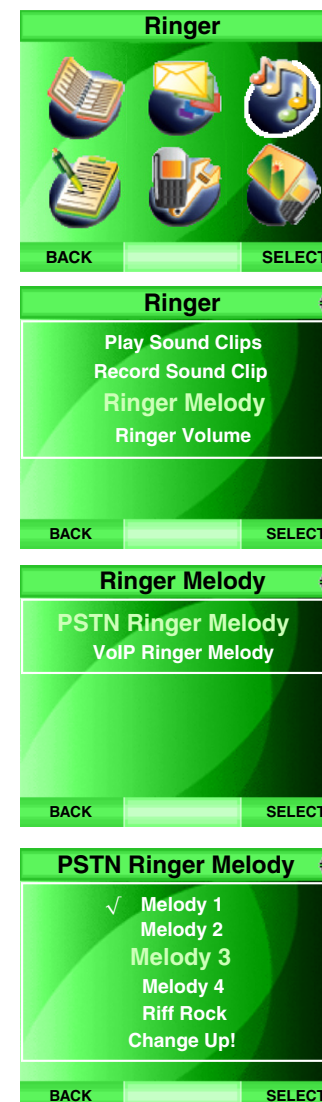 Ringer
BACK SELECT
Ringer
Play Sound Clips
Record Sound Clip
Ringer Melody
Ringer Volume
BACK SELECT
Ringer Melody
PSTN Ringer Melody
VoIP Ringer Melody
BACK SELECT
PSTN Ringer Melody
√ Melody 1
Melody 2
Melody 3
Melody 4
Riff Rock
Change Up!
BACK SELECT